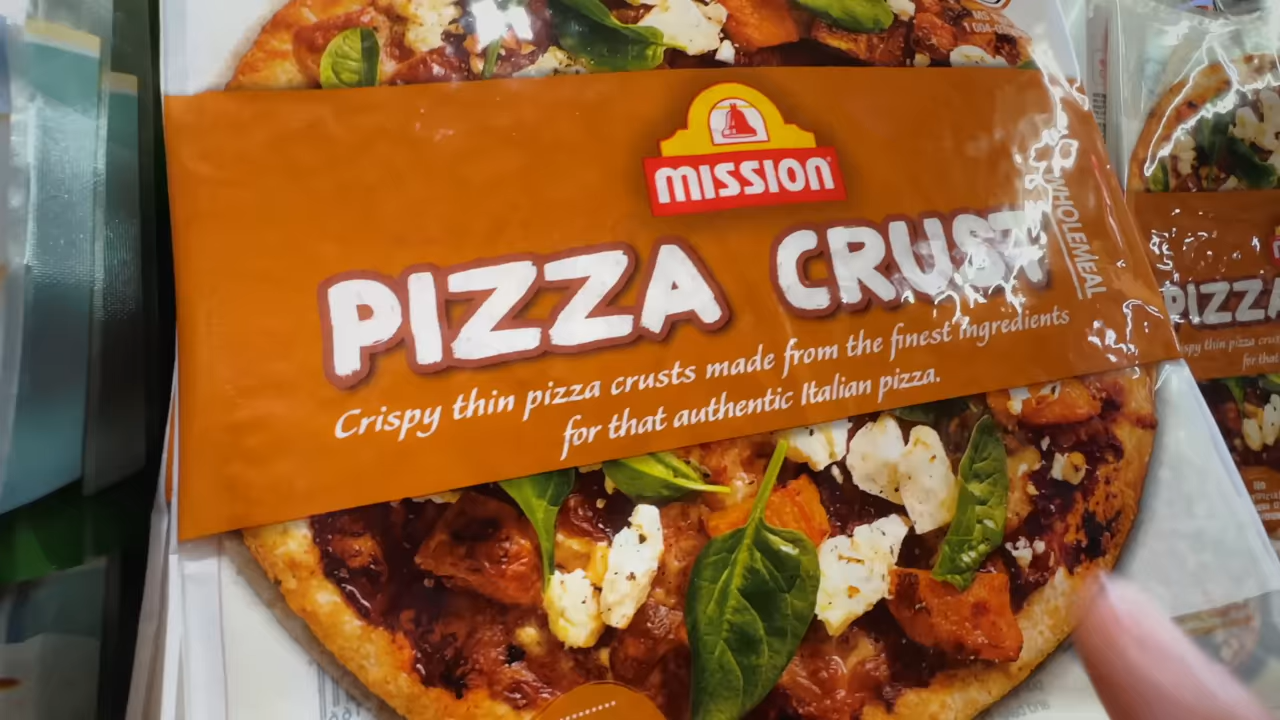 MISSION
PIZZA CRUST
WHOLEMEAL
Crispy thin pizza crusts made from the finest ingredients
for that authentic Italian pizza.
PIZZA